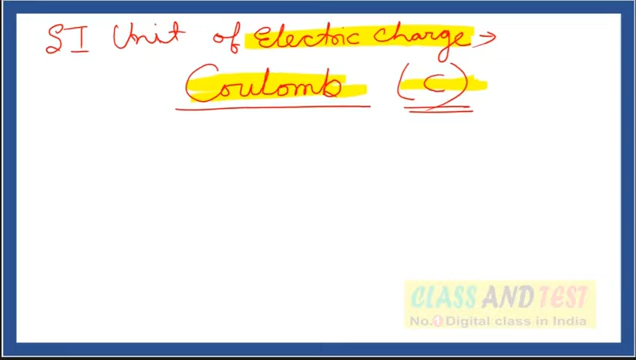 SI Unit of Electric Charge →
Coulomb (C)
CLASS AND TEST
No.1 Digital class in India